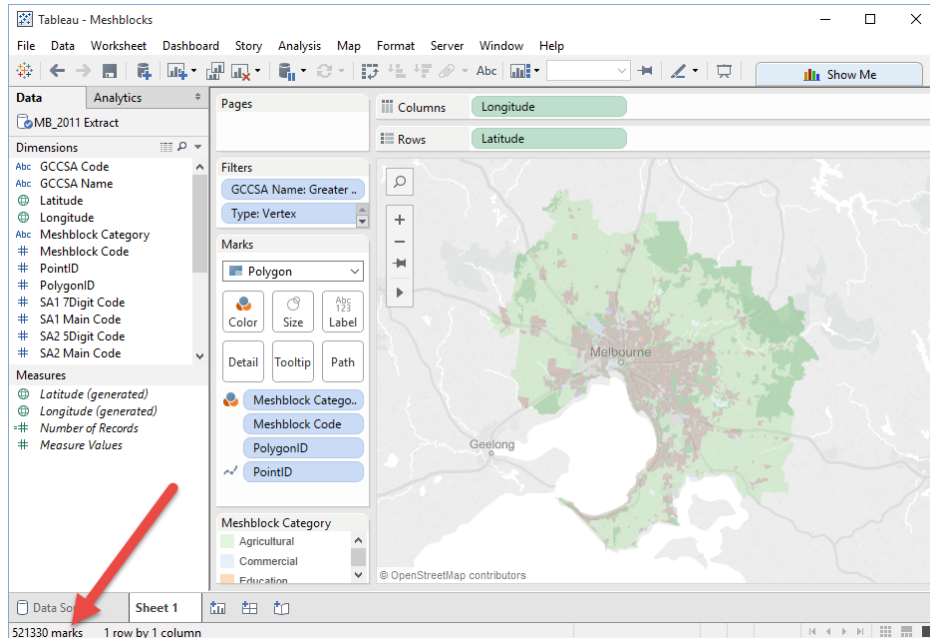 Tableau - Meshblocks
File Data Worksheet Dashboard Story Analysis Map Format Server Window Help
Abc
Show Me
Data Analytics
MB_2011 Extract
Dimensions
Abc GCCSA Code
Abc GCCSA Name
Latitude
Longitude
Abc Meshblock Category
# Meshblock Code
# PointID
# PolygonID
# SA1 7Digit Code
# SA1 Main Code
# SA2 5Digit Code
# SA2 Main Code
Measures
Latitude (generated)
Longitude (generated)
=# Number of Records
# Measure Values
Pages
Filters
GCCSA Name: Greater ..
Type: Vertex
Marks
Polygon
Color Size Abc 123 Label
Detail Tooltip Path
Meshblock Catego..
Meshblock Code
PolygonID
PointID
Meshblock Category
Agricultural
Commercial
Education
Columns Longitude
Rows Latitude
Melbourne
Geelong
© OpenStreetMap contributors
Data So
Sheet 1
521330 marks 1 row by 1 column